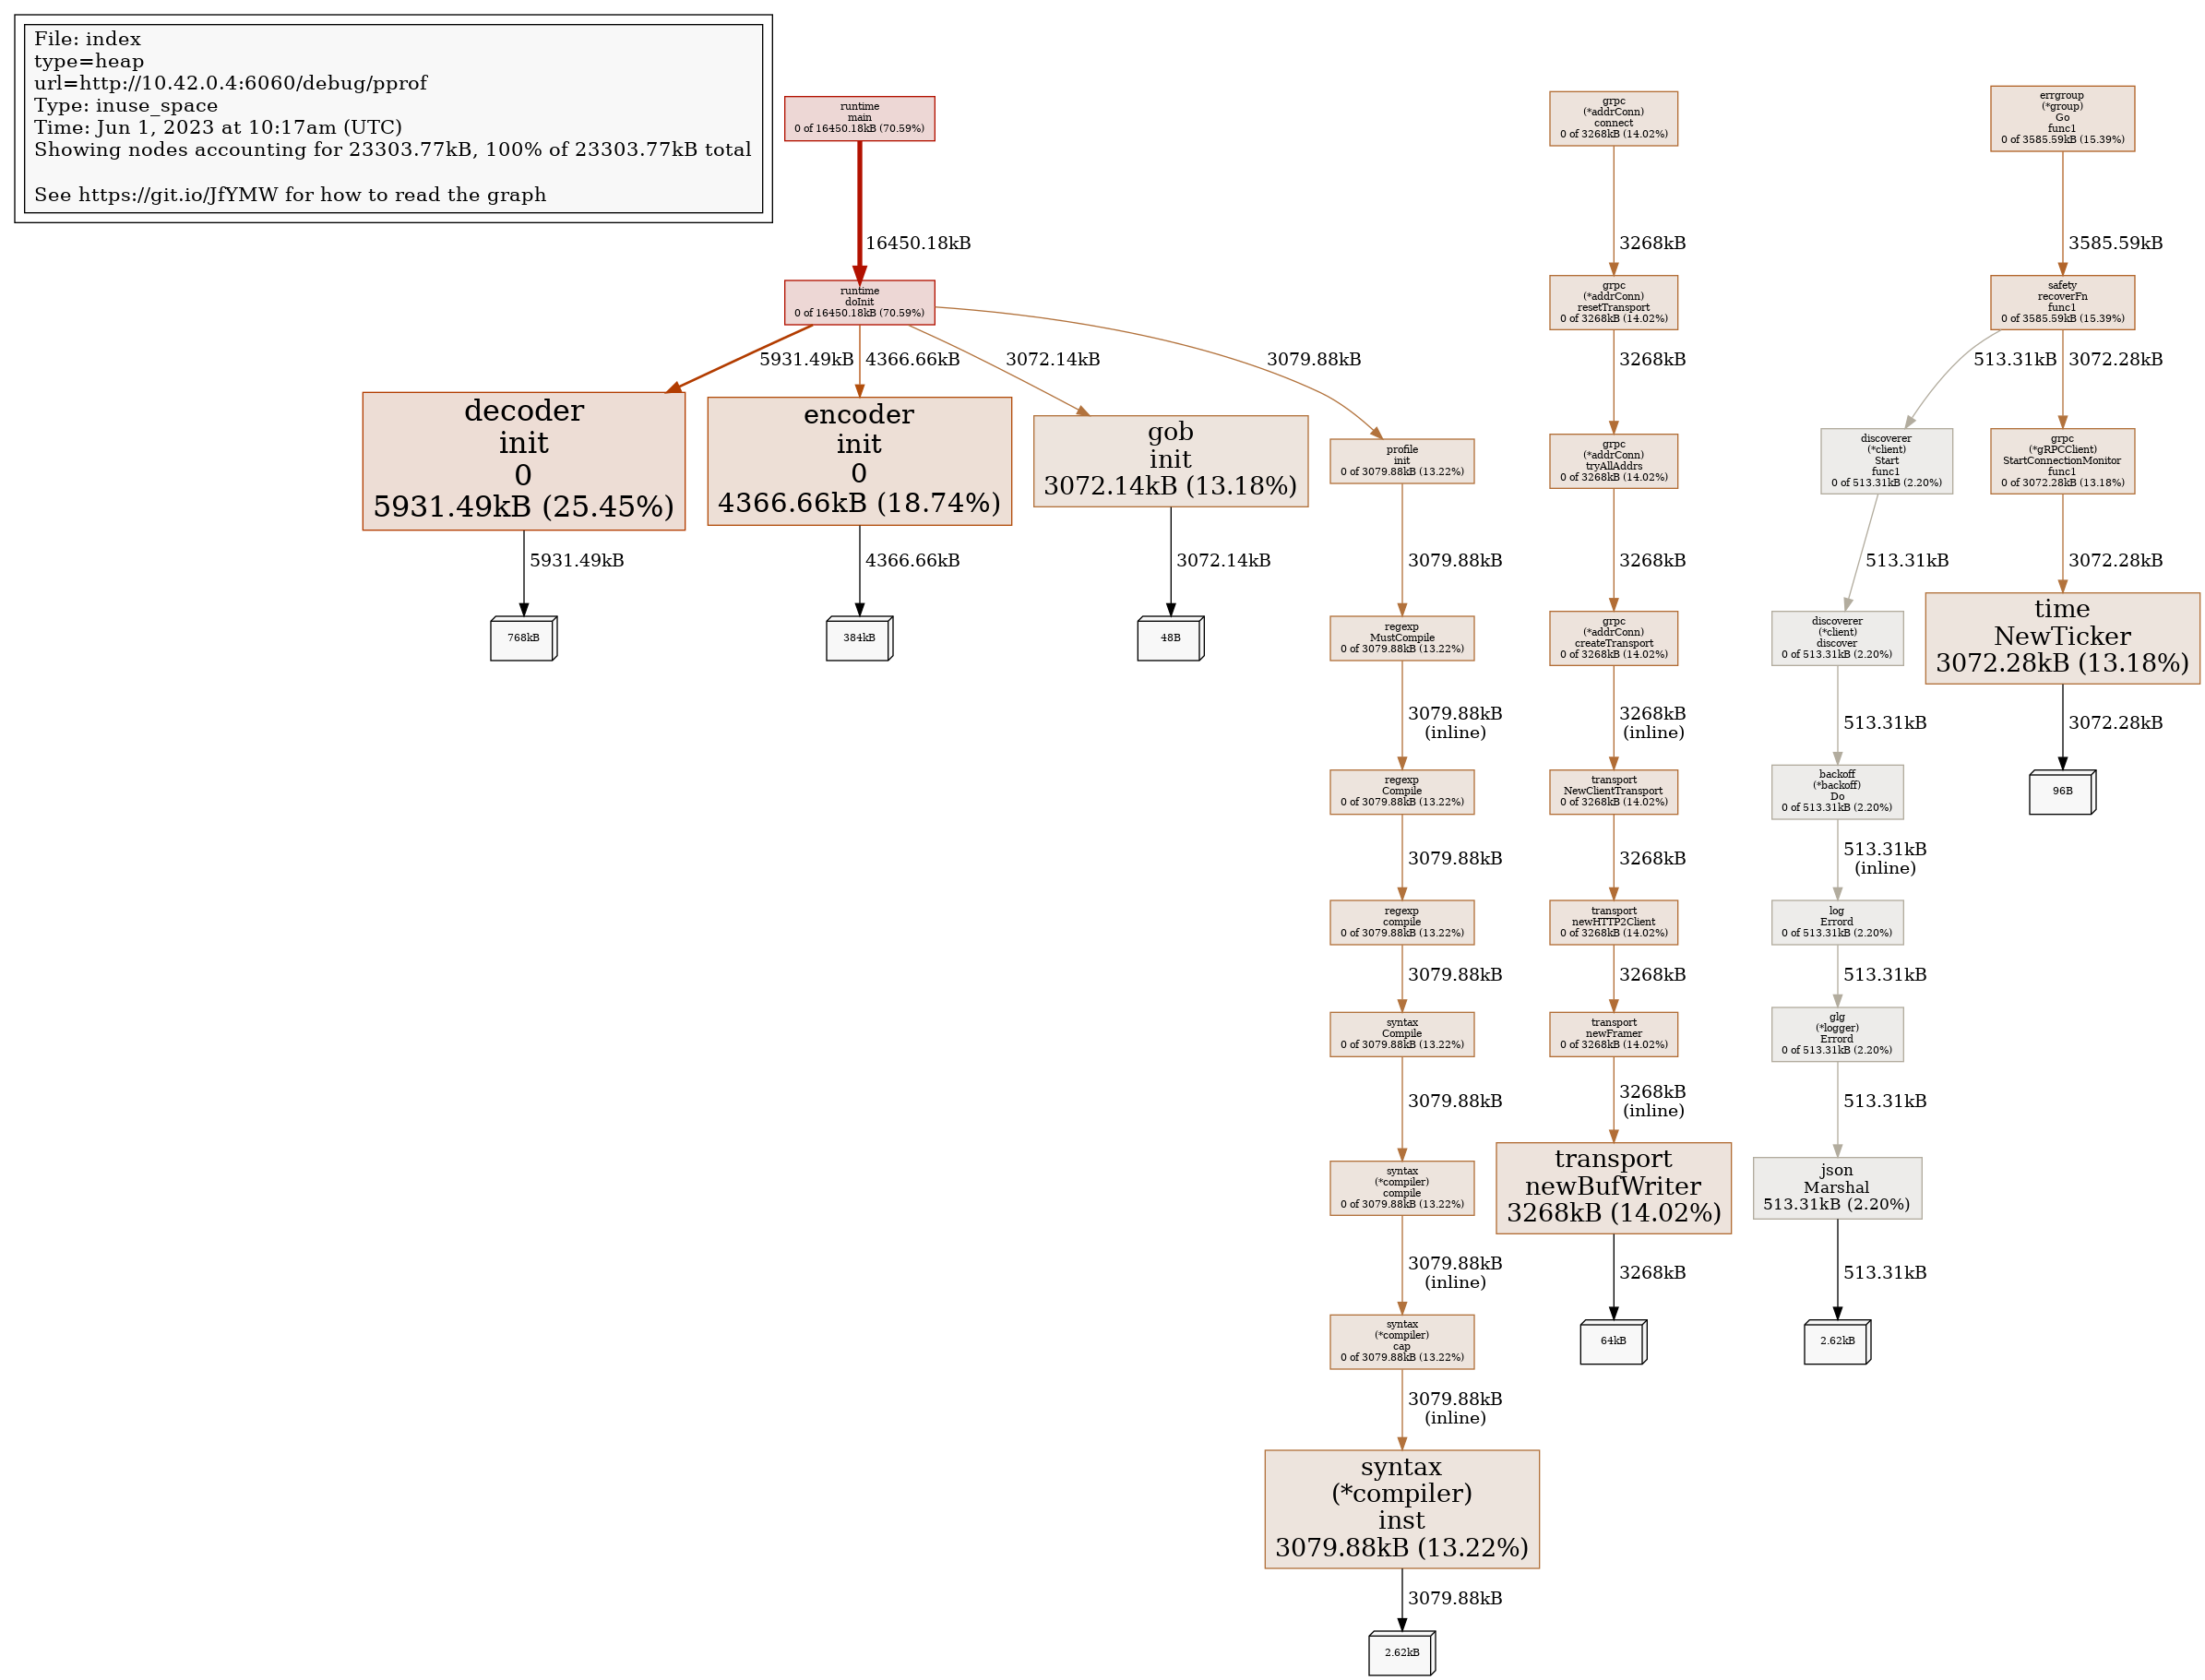 File: index
type=heap
url=http://10.42.0.4:6060/debug/pprof
Type: inuse_space
Time: Jun 1, 2023 at 10:17am (UTC)
Showing nodes accounting for 23303.77kB, 100% of 23303.77kB total
See https://git.io/JfYMW for how to read the graph
runtime
main
0 of 16450.18kB (70.59%)
grpc
(*addrConn)
connect
0 of 3268kB (14.02%)
errgroup
(*group)
Go
func1
0 of 3585.59kB (15.39%)
16450.18kB
3268kB
3585.59kB
runtime
doInit
0 of 16450.18kB (70.59%)
grpc
(*addrConn)
resetTransport
0 of 3268kB (14.02%)
safety
recoverFn
func1
0 of 3585.59kB (15.39%)
5931.49kB
4366.66kB
3072.14kB
3079.88kB
3268kB
513.31kB
3072.28kB
decoder
init
0
5931.49kB (25.45%)
encoder
init
0
4366.66kB (18.74%)
gob
init
3072.14kB (13.18%)
profile
init
0 of 3079.88kB (13.22%)
grpc
(*addrConn)
tryAllAddrs
0 of 3268kB (14.02%)
discoverer
(*client)
Start
func1
0 of 513.31kB (2.20%)
grpc
(*gRPCClient)
StartConnectionMonitor
func1
0 of 3072.28kB (13.18%)
5931.49kB
4366.66kB
3072.14kB
3079.88kB
3268kB
513.31kB
3072.28kB
768kB
384kB
48B
regexp
MustCompile
0 of 3079.88kB (13.22%)
grpc
(*addrConn)
createTransport
0 of 3268kB (14.02%)
discoverer
(*client)
discover
0 of 513.31kB (2.20%)
time
NewTicker
3072.28kB (13.18%)
3079.88kB
(inline)
3268kB
(inline)
513.31kB
3072.28kB
regexp
Compile
0 of 3079.88kB (13.22%)
transport
NewClientTransport
0 of 3268kB (14.02%)
backoff
(*backoff)
Do
0 of 513.31kB (2.20%)
96B
3079.88kB
3268kB
513.31kB
(inline)
regexp
compile
0 of 3079.88kB (13.22%)
transport
newHTTP2Client
0 of 3268kB (14.02%)
log
Errord
0 of 513.31kB (2.20%)
3079.88kB
3268kB
513.31kB
syntax
Compile
0 of 3079.88kB (13.22%)
transport
newFramer
0 of 3268kB (14.02%)
glg
(*logger)
Errord
0 of 513.31kB (2.20%)
3079.88kB
3268kB
(inline)
513.31kB
syntax
(*compiler)
compile
0 of 3079.88kB (13.22%)
transport
newBufWriter
3268kB (14.02%)
json
Marshal
513.31kB (2.20%)
3079.88kB
(inline)
3268kB
513.31kB
syntax
(*compiler)
cap
0 of 3079.88kB (13.22%)
64kB
2.62kB
3079.88kB
(inline)
syntax
(*compiler)
inst
3079.88kB (13.22%)
3079.88kB
2.62kB